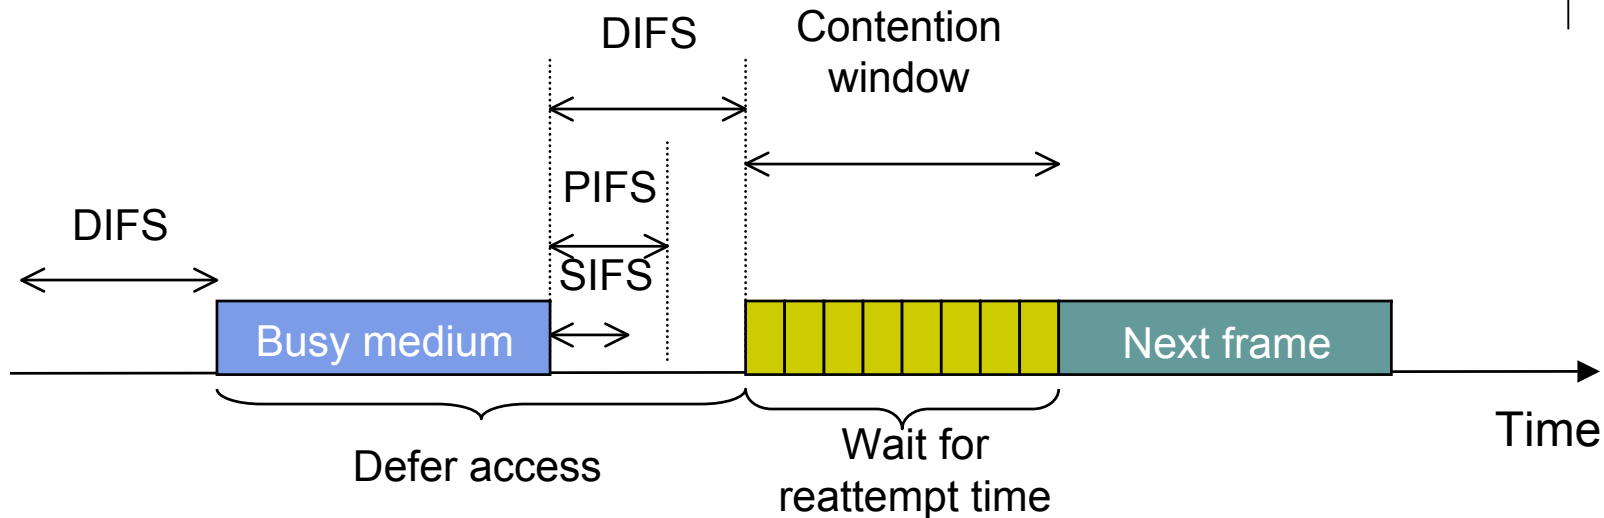 DIFS
Contention
window
PIFS
DIFS
SIFS
Busy medium
Next frame
Time
Defer access
Wait for
reattempt time